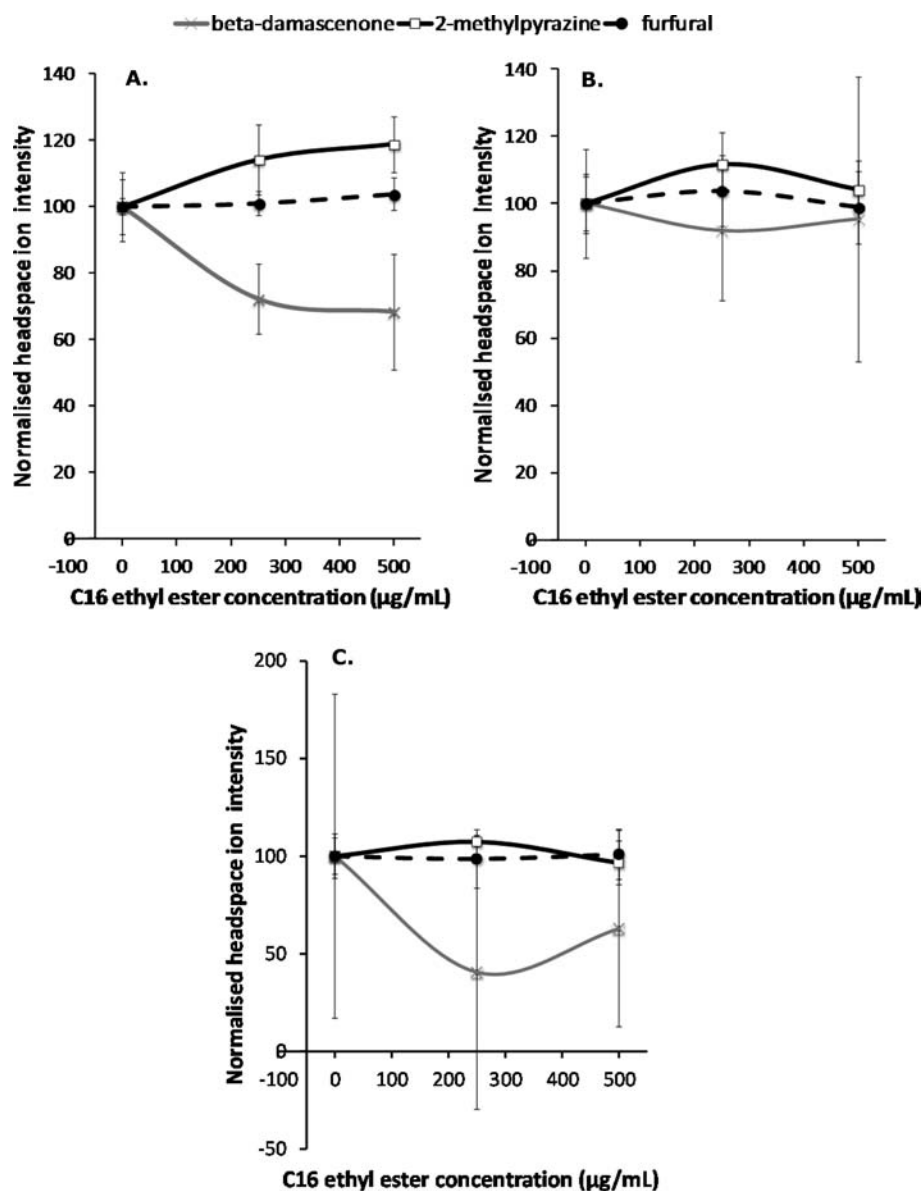 beta-damascenone 2-methylpyrazine furfural
A.
Normalised headspace ion intensity
140
120
100
80
60
40
20
0
-100 0 100 200 300 400 500
C16 ethyl ester concentration (µg/mL)
B.
Normalised headspace Ion Intensity
140
120
100
80
60
40
20
0
-100 0 100 200 300 400 500
C16 ethyl ester concentration (µg/mL)
C.
Normalised headspace ion intensity
200
150
100
50
0
-100 0 100 200 300 400 500
-50
C16 ethyl ester concentration (µg/mL)